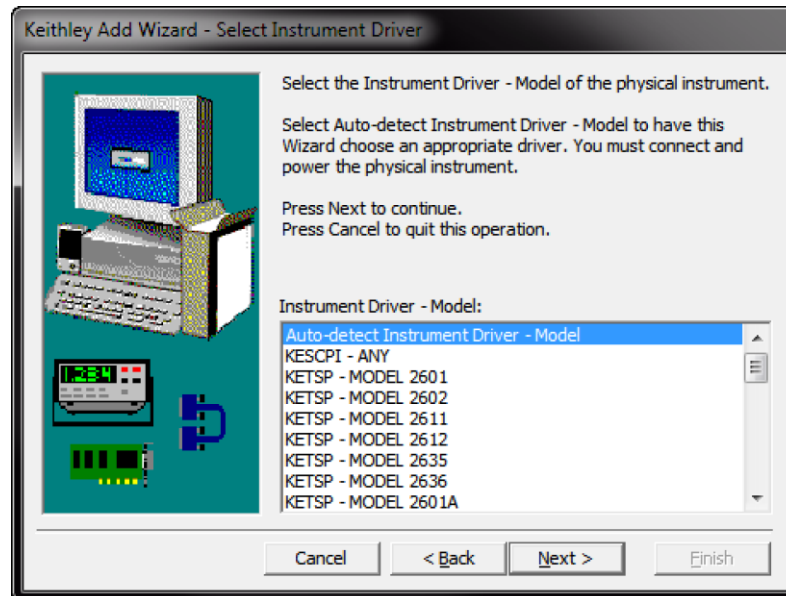 Keithley Add Wizard - Select Instrument Driver
Select the Instrument Driver - Model of the physical instrument.
Select Auto-detect Instrument Driver - Model to have this
Wizard choose an appropriate driver. You must connect and
power the physical instrument.
Press Next to continue.
Press Cancel to quit this operation.
Instrument Driver - Model:
Auto-detect Instrument Driver - Model
KESCPI - ANY
KETSP - MODEL 2601
KETSP - MODEL 2602
KETSP - MODEL 2611
KETSP - MODEL 2612
KETSP - MODEL 2635
KETSP - MODEL 2636
KETSP - MODEL 2601A
1.234
Cancel
< Back
Next >
Finish